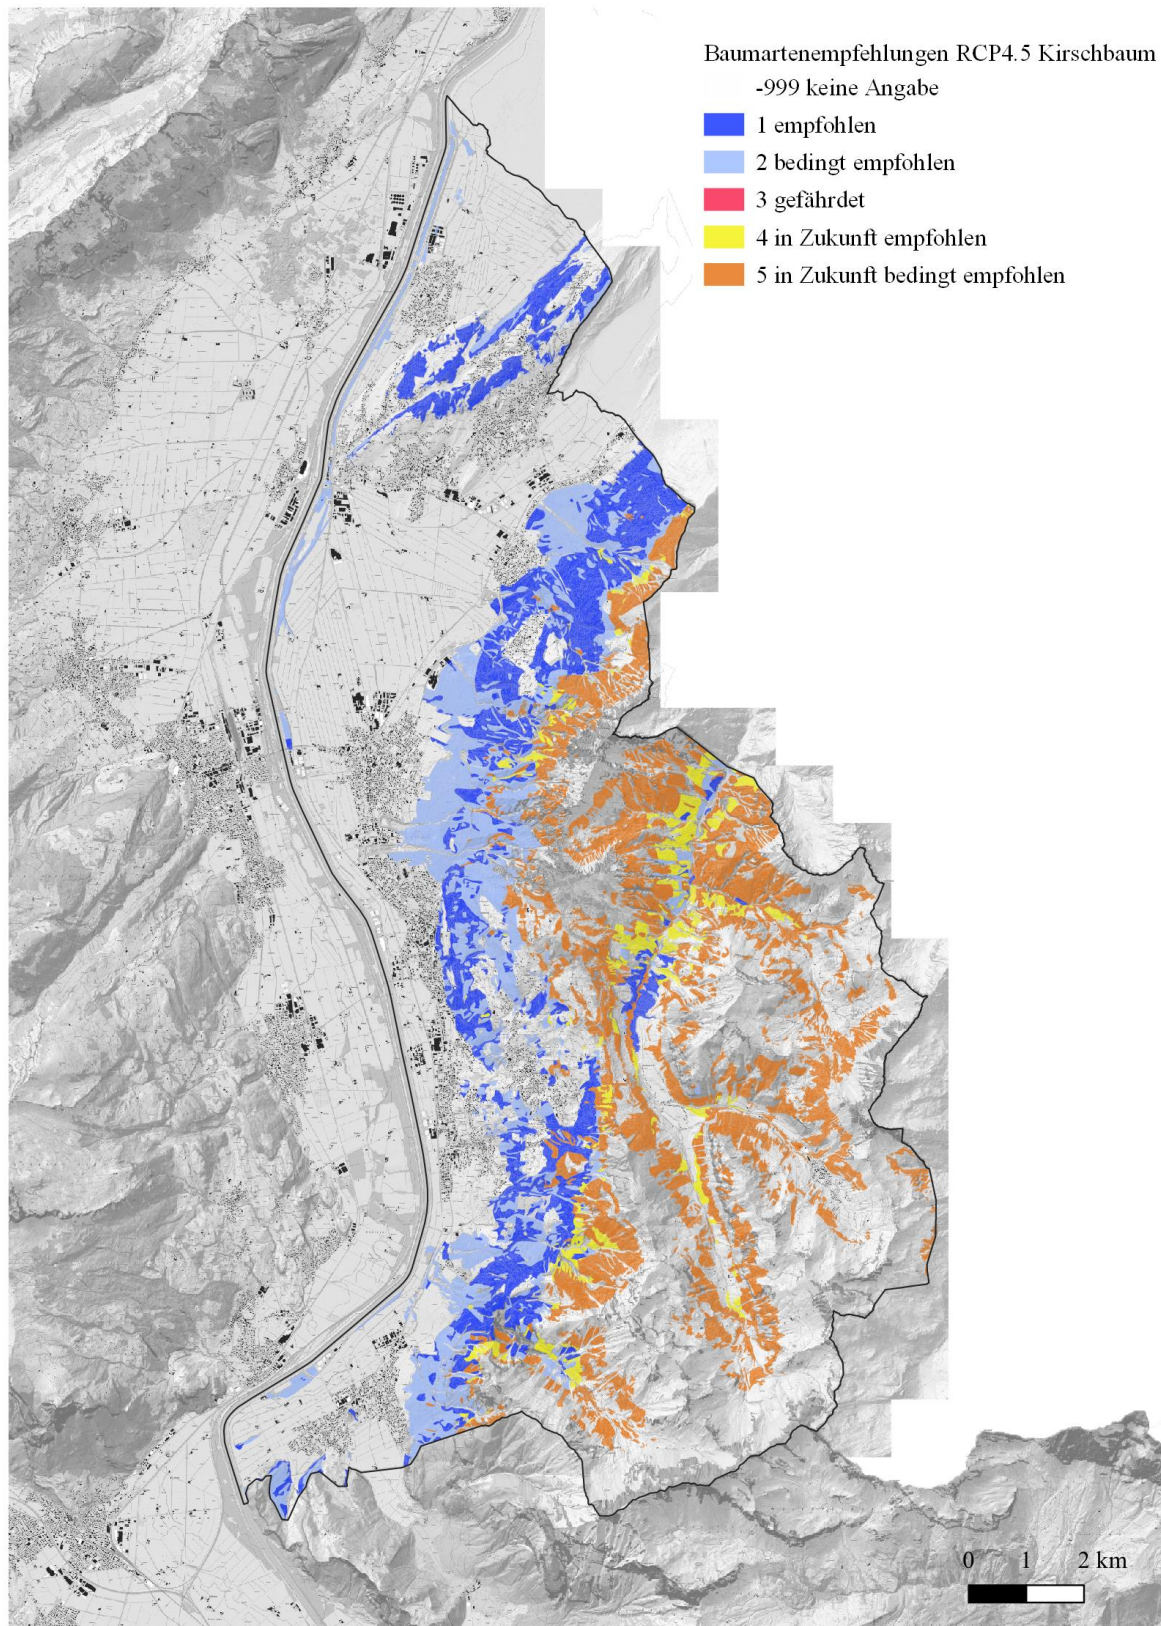 Baumartenempfehlungen RCP4.5 Kirschbaum
-999 keine Angabe
1 empfohlen
2 bedingt empfohlen
3 gefährdet
4 in Zukunft empfohlen
5 in Zukunft bedingt empfohlen
0 1 2 km